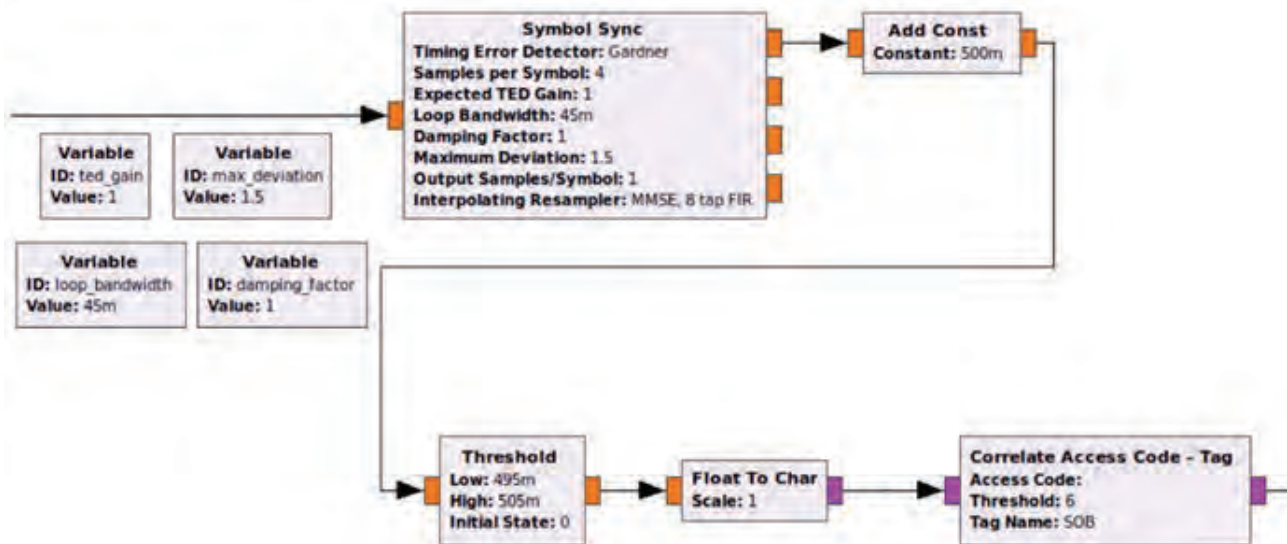 Symbol Sync
Timing Error Detector: Gardner
Samples per Symbol: 4
Expected TED Gain: 1
Loop Bandwidth: 45m
Damping Factor: 1
Maximum Deviation: 1.5
Output Samples/Symbol: 1
Interpolating Resampler: MMSE, 8 tap FIR
Add Const
Constant: 500m
Variable
ID: ted_gain
Value: 1
Variable
ID: max_deviation
Value: 1.5
Variable
ID: loop_bandwidth
Value: 45m
Variable
ID: damping_factor
Value: 1
Threshold
Low: 495m
High: 505m
Initial State: 0
Float To Char
Scale: 1
Correlate Access Code - Tag
Access Code:
Threshold: 6
Tag Name: SOB